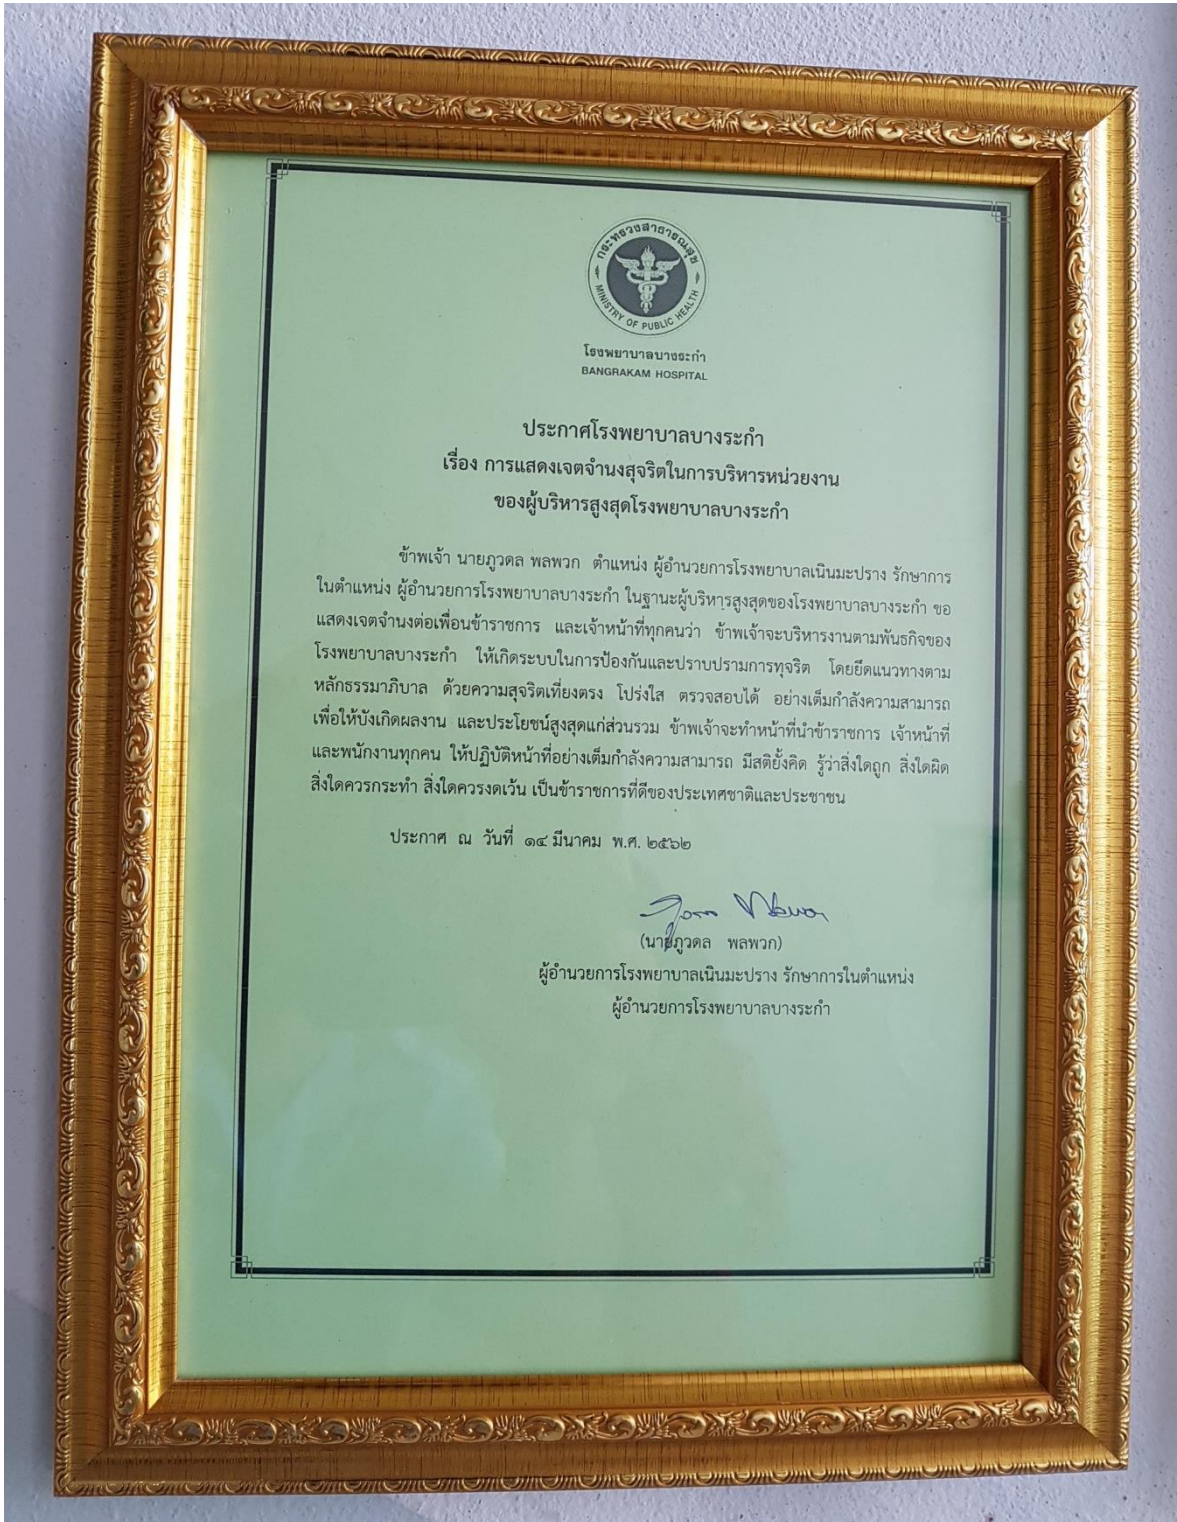 กระทรวงสาธารณสุข
MINISTRY OF PUBLIC HEALTH
โรงพยาบาลบางระกำ
BANGRAKAM HOSPITAL
ประกาศโรงพยาบาลบางระกำ
เรื่อง การแสดงเจตจำนงสุจริตในการบริหารหน่วยงาน
ของผู้บริหารสูงสุดโรงพยาบาลบางระกำ
ข้าพเจ้า นายภูวดล พลพวก ตำแหน่ง ผู้อำนวยการโรงพยาบาลเนินมะปราง รักษาการ
ในตำแหน่ง ผู้อำนวยการโรงพยาบาลบางระกำ ในฐานะผู้บริหารสูงสุดของโรงพยาบาลบางระกำ ขอ
แสดงเจตจำนงต่อเพื่อนข้าราชการ และเจ้าหน้าที่ทุกคนว่า ข้าพเจ้าจะบริหารงานตามพันธกิจของ
โรงพยาบาลบางระกำ ให้เกิดระบบในการป้องกันและปราบปรามการทุจริต โดยยึดแนวทางตาม
หลักธรรมาภิบาล ด้วยความสุจริตเที่ยงตรง โปร่งใส ตรวจสอบได้ อย่างเต็มกำลังความสามารถ
เพื่อให้บังเกิดผลงาน และประโยชน์สูงสุดแก่ส่วนรวม ข้าพเจ้าจะทำหน้าที่นำข้าราชการ เจ้าหน้าที่
และพนักงานทุกคน ให้ปฏิบัติหน้าที่อย่างเต็มกำลังความสามารถ มีสติยั้งคิด รู้ว่าสิ่งใดถูก สิ่งใดผิด
สิ่งใดควรกระทำ สิ่งใดควรงดเว้น เป็นข้าราชการที่ดีของประเทศชาติและประชาชน
ประกาศ ณ วันที่ ๑๔ มีนาคม พ.ศ. ๒๕๖๒
(นายภูวดล พลพวก)
ผู้อำนวยการโรงพยาบาลเนินมะปราง รักษาการในตำแหน่ง
ผู้อำนวยการโรงพยาบาลบางระกำ